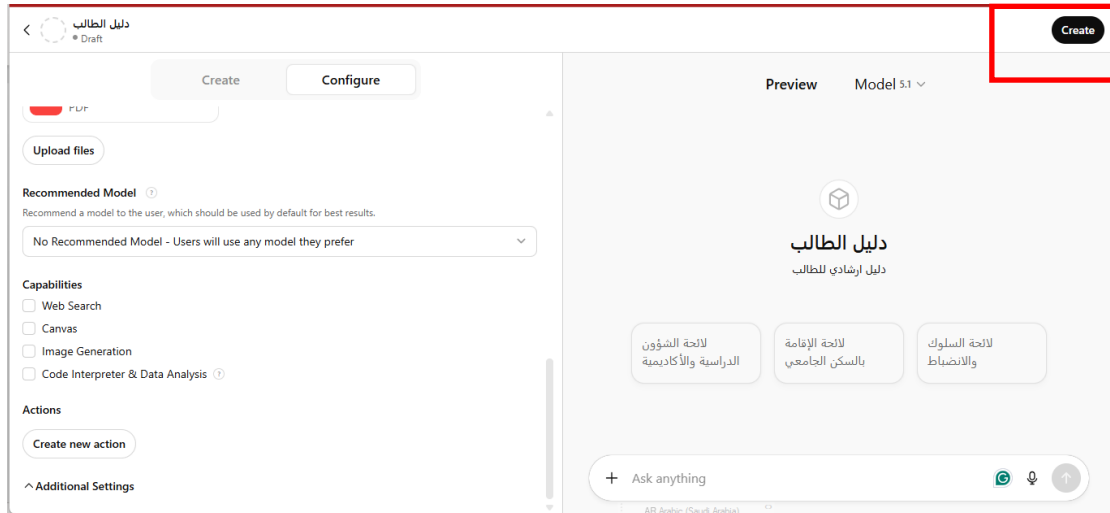 دليل الطالب
Draft
Create
Create
Configure
PDF
Upload files
Recommended Model
Recommend a model to the user, which should be used by default for best results.
No Recommended Model - Users will use any model they prefer
Capabilities
Web Search
Canvas
Image Generation
Code Interpreter & Data Analysis
Actions
Create new action
Additional Settings
Preview
Model 5.1
دليل الطالب
دليل ارشادي للطالب
لائحة السلوك
والانضباط
لائحة الإقامة
بالسكن الجامعي
لائحة الشؤون
الدراسية والأكاديمية
Ask anything
AR Arabic (Saudi Arabia)